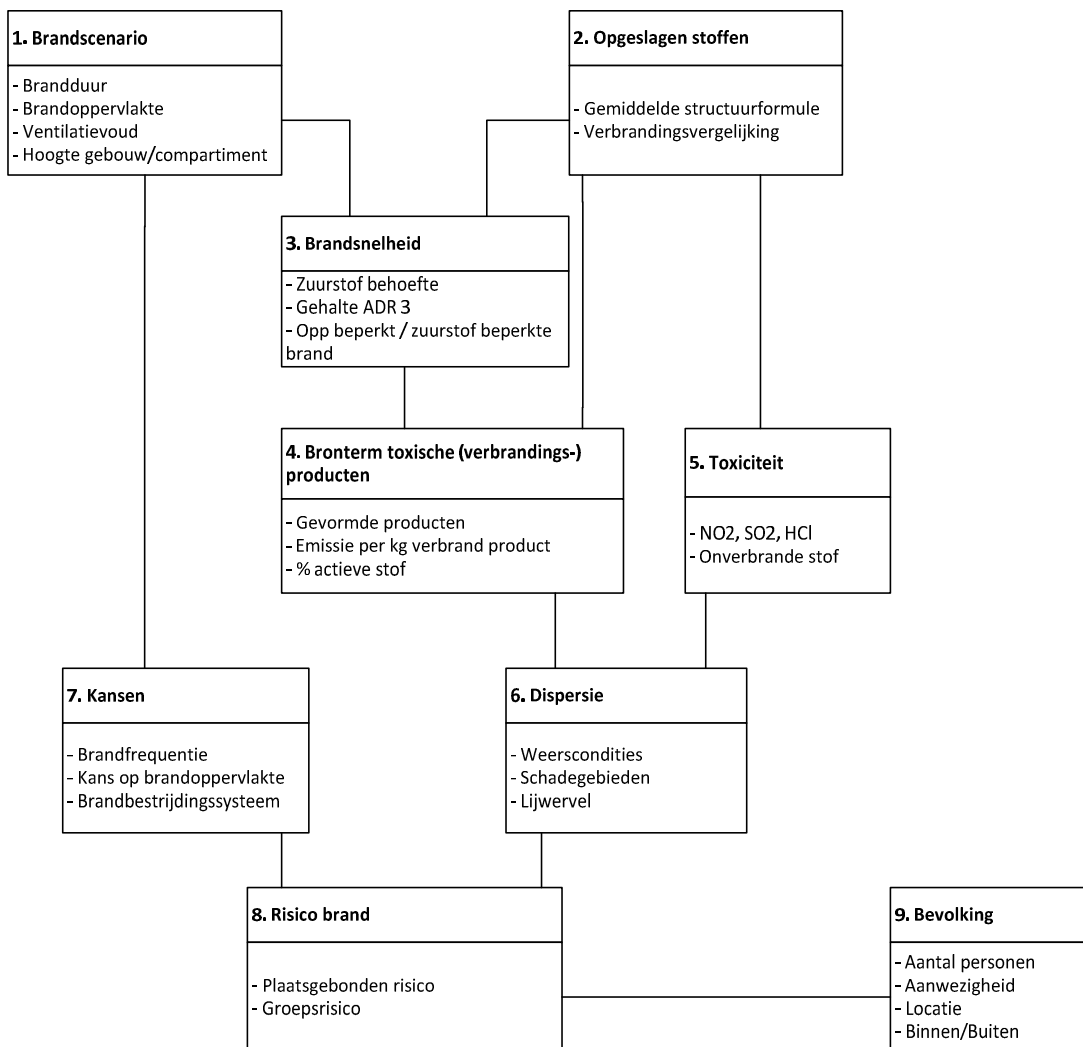 1. Brandscenario
- Brandduur
- Brandoppervlakte
- Ventilatievoud
- Hoogte gebouw/compartiment
2. Opgeslagen stoffen
- Gemiddelde structuurformule
- Verbrandingsvergelijking
3. Brandsnelheid
- Zuurstof behoefte
- Gehalte ADR 3
- Opp beperkt / zuurstof beperkte
brand
4. Bronterm toxische (verbrandings-)
producten
- Gevormde producten
- Emissie per kg verbrand product
- % actieve stof
5. Toxiciteit
- NO2, SO2, HCl
- Onverbrande stof
7. Kansen
- Brandfrequentie
- Kans op brandoppervlakte
- Brandbestrijdingssysteem
6. Dispersie
- Weerscondities
- Schadegebieden
- Lijwervel
8. Risico brand
- Plaatsgebonden risico
- Groepsrisico
9. Bevolking
- Aantal personen
- Aanwezigheid
- Locatie
- Binnen/Buiten